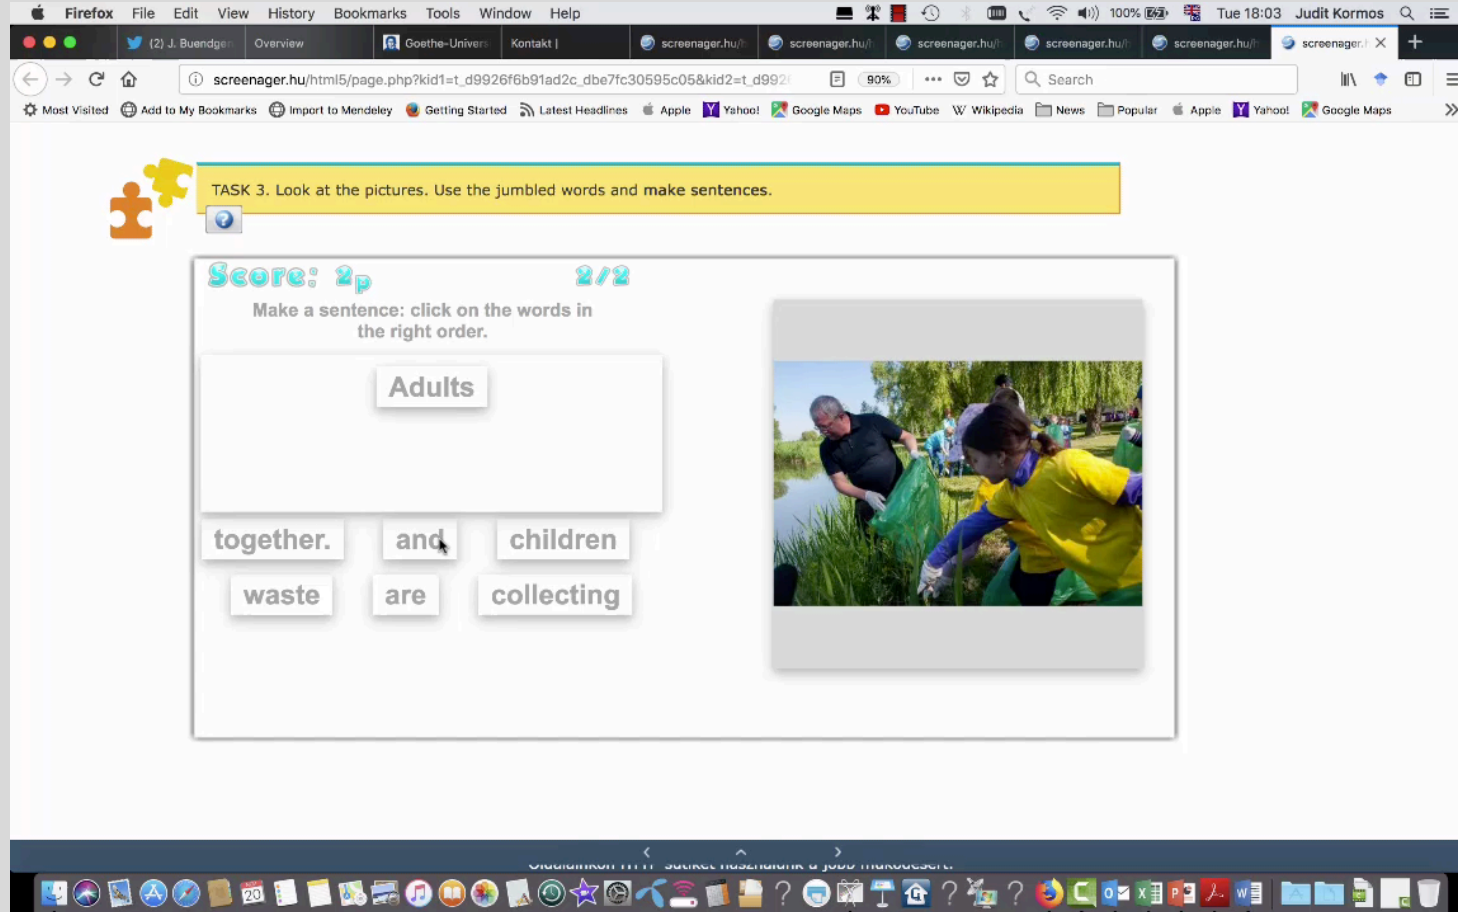 Firefox File Edit View History Bookmarks Tools Window Help 100% Tue 18:03 Judit Kormos
(2) J. Buendgen Overview Goethe-Univers Kontakt | screenager.hu/h screenager.hu/h screenager.hu/h screenager.hu/h screenager.hu/h screenager.h
screenager.hu/html5/page.php?kid1=t_d9926f6b91ad2c_dbe7fc30595c05&kid2=t_d992 90% Search
Most Visited Add to My Bookmarks Import to Mendeley Getting Started Latest Headlines Apple Yahoo! Google Maps YouTube Wikipedia News Popular Apple Yahoo! Google Maps
TASK 3. Look at the pictures. Use the jumbled words and make sentences.
Score: 2p 2/2
Make a sentence: click on the words in
the right order.
Adults
together. and children
waste are collecting